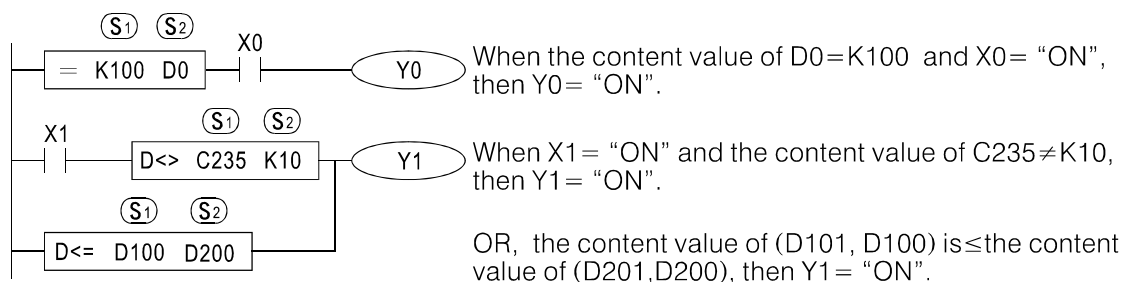 S1 S2
X0
= K100 D0
Y0
When the content value of D0=K100 and X0= “ON”,
then Y0= “ON”.
S1 S2
X1
D<> C235 K10
Y1
When X1= “ON” and the content value of C235≠K10,
then Y1= “ON”.
S1 S2
D<= D100 D200
OR, the content value of (D101, D100) is≤the content
value of (D201,D200), then Y1= “ON”.